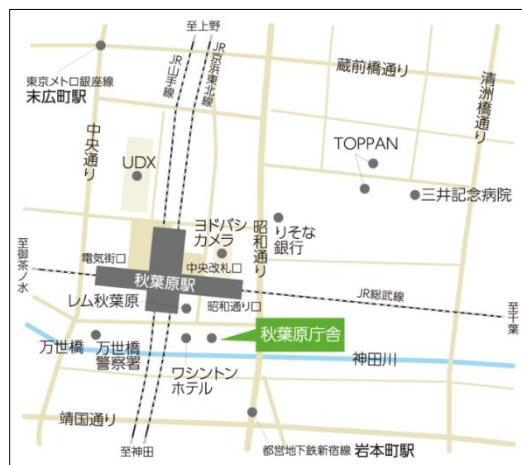 至上野
JR山手線
JR京浜東北線
蔵前橋通り
清洲橋通り
東京メトロ銀座線
末広町駅
中央通り
UDX
TOPPAN
三井記念病院
ヨドバシ
カメラ
昭和通り
りそな
銀行
至御茶ノ水
電気街口
中央改札口
秋葉原駅
JR総武線
レム秋葉原
昭和通り口
至千葉
秋葉原庁舎
万世橋
万世橋
警察署
ワシントン
ホテル
神田川
靖国通り
至神田
都営地下鉄新宿線 岩本町駅